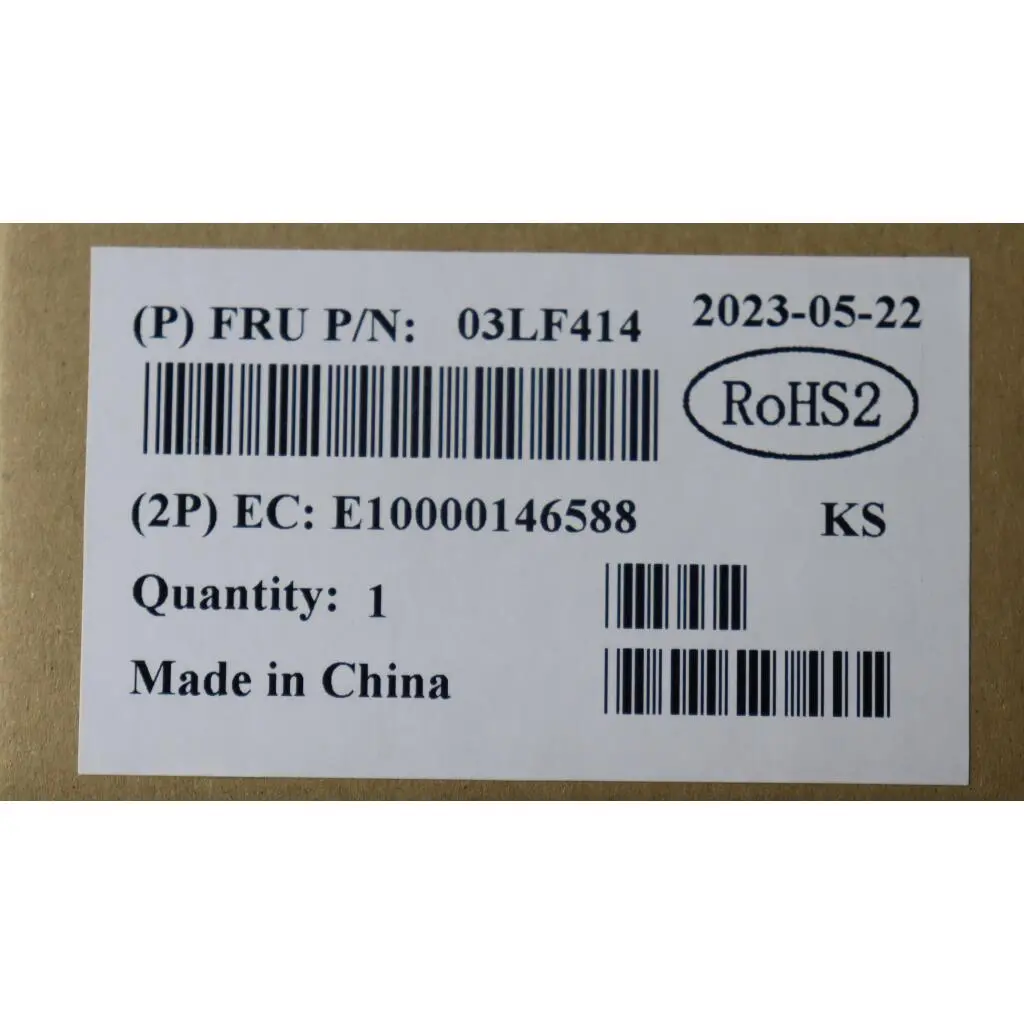 (P) FRU P/N: 03LF414 2023-05-22
RoHS2
(2P) EC: E10000146588 KS
Quantity: 1
Made in China